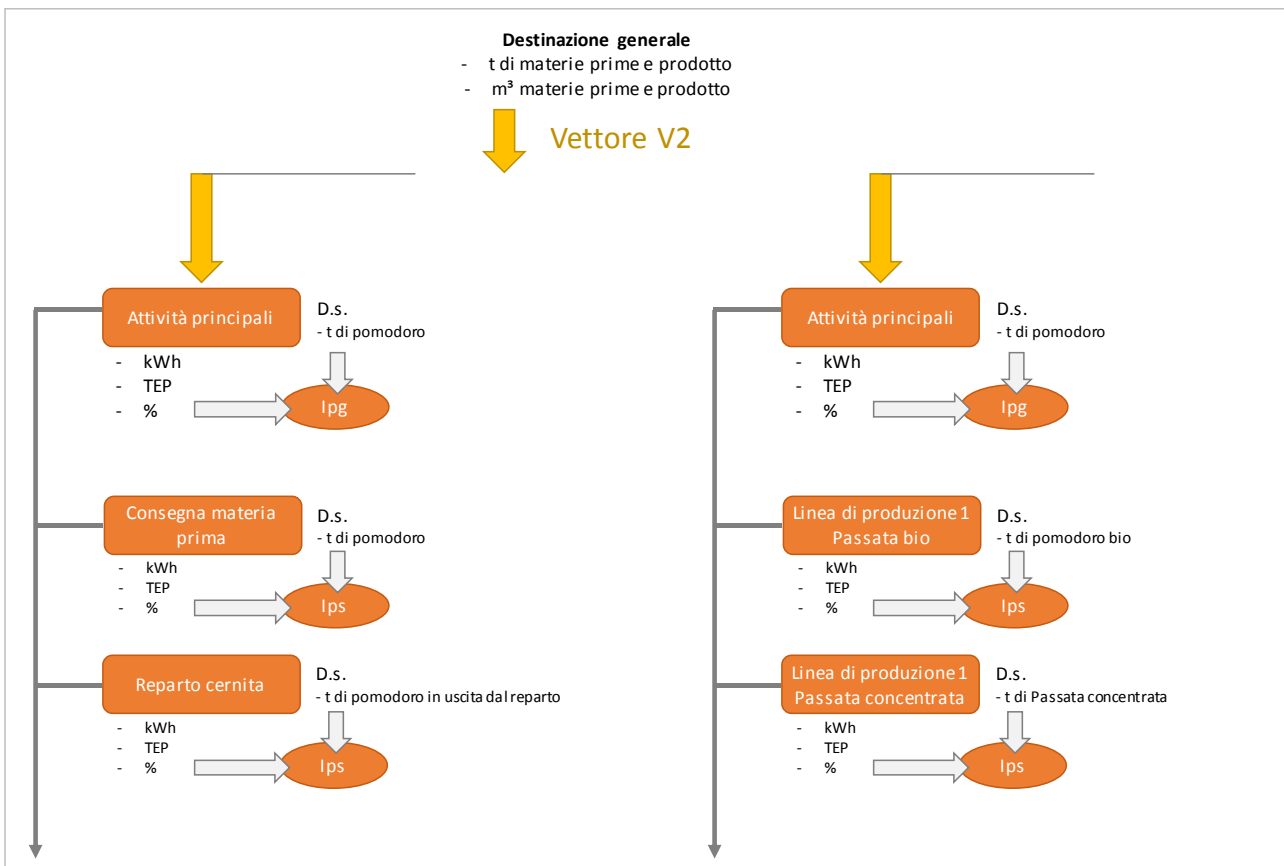 Destinazione generale
- t di materie prime e prodotto
- m³ materie prime e prodotto
Vettore V2
Attività principali
D.s.
- t di pomodoro
- kWh
- TEP
- %
Ipg
Consegna materia
prima
D.s.
- t di pomodoro
- kWh
- TEP
- %
Ips
Reparto cernita
D.s.
- t di pomodoro in uscita dal reparto
- kWh
- TEP
- %
Ips
Attività principali
D.s.
- t di pomodoro
- kWh
- TEP
- %
Ipg
Linea di produzione 1
Passata bio
D.s.
- t di pomodoro bio
- kWh
- TEP
- %
Ips
Linea di produzione 1
Passata concentrata
D.s.
- t di Passata concentrata
- kWh
- TEP
- %
Ips